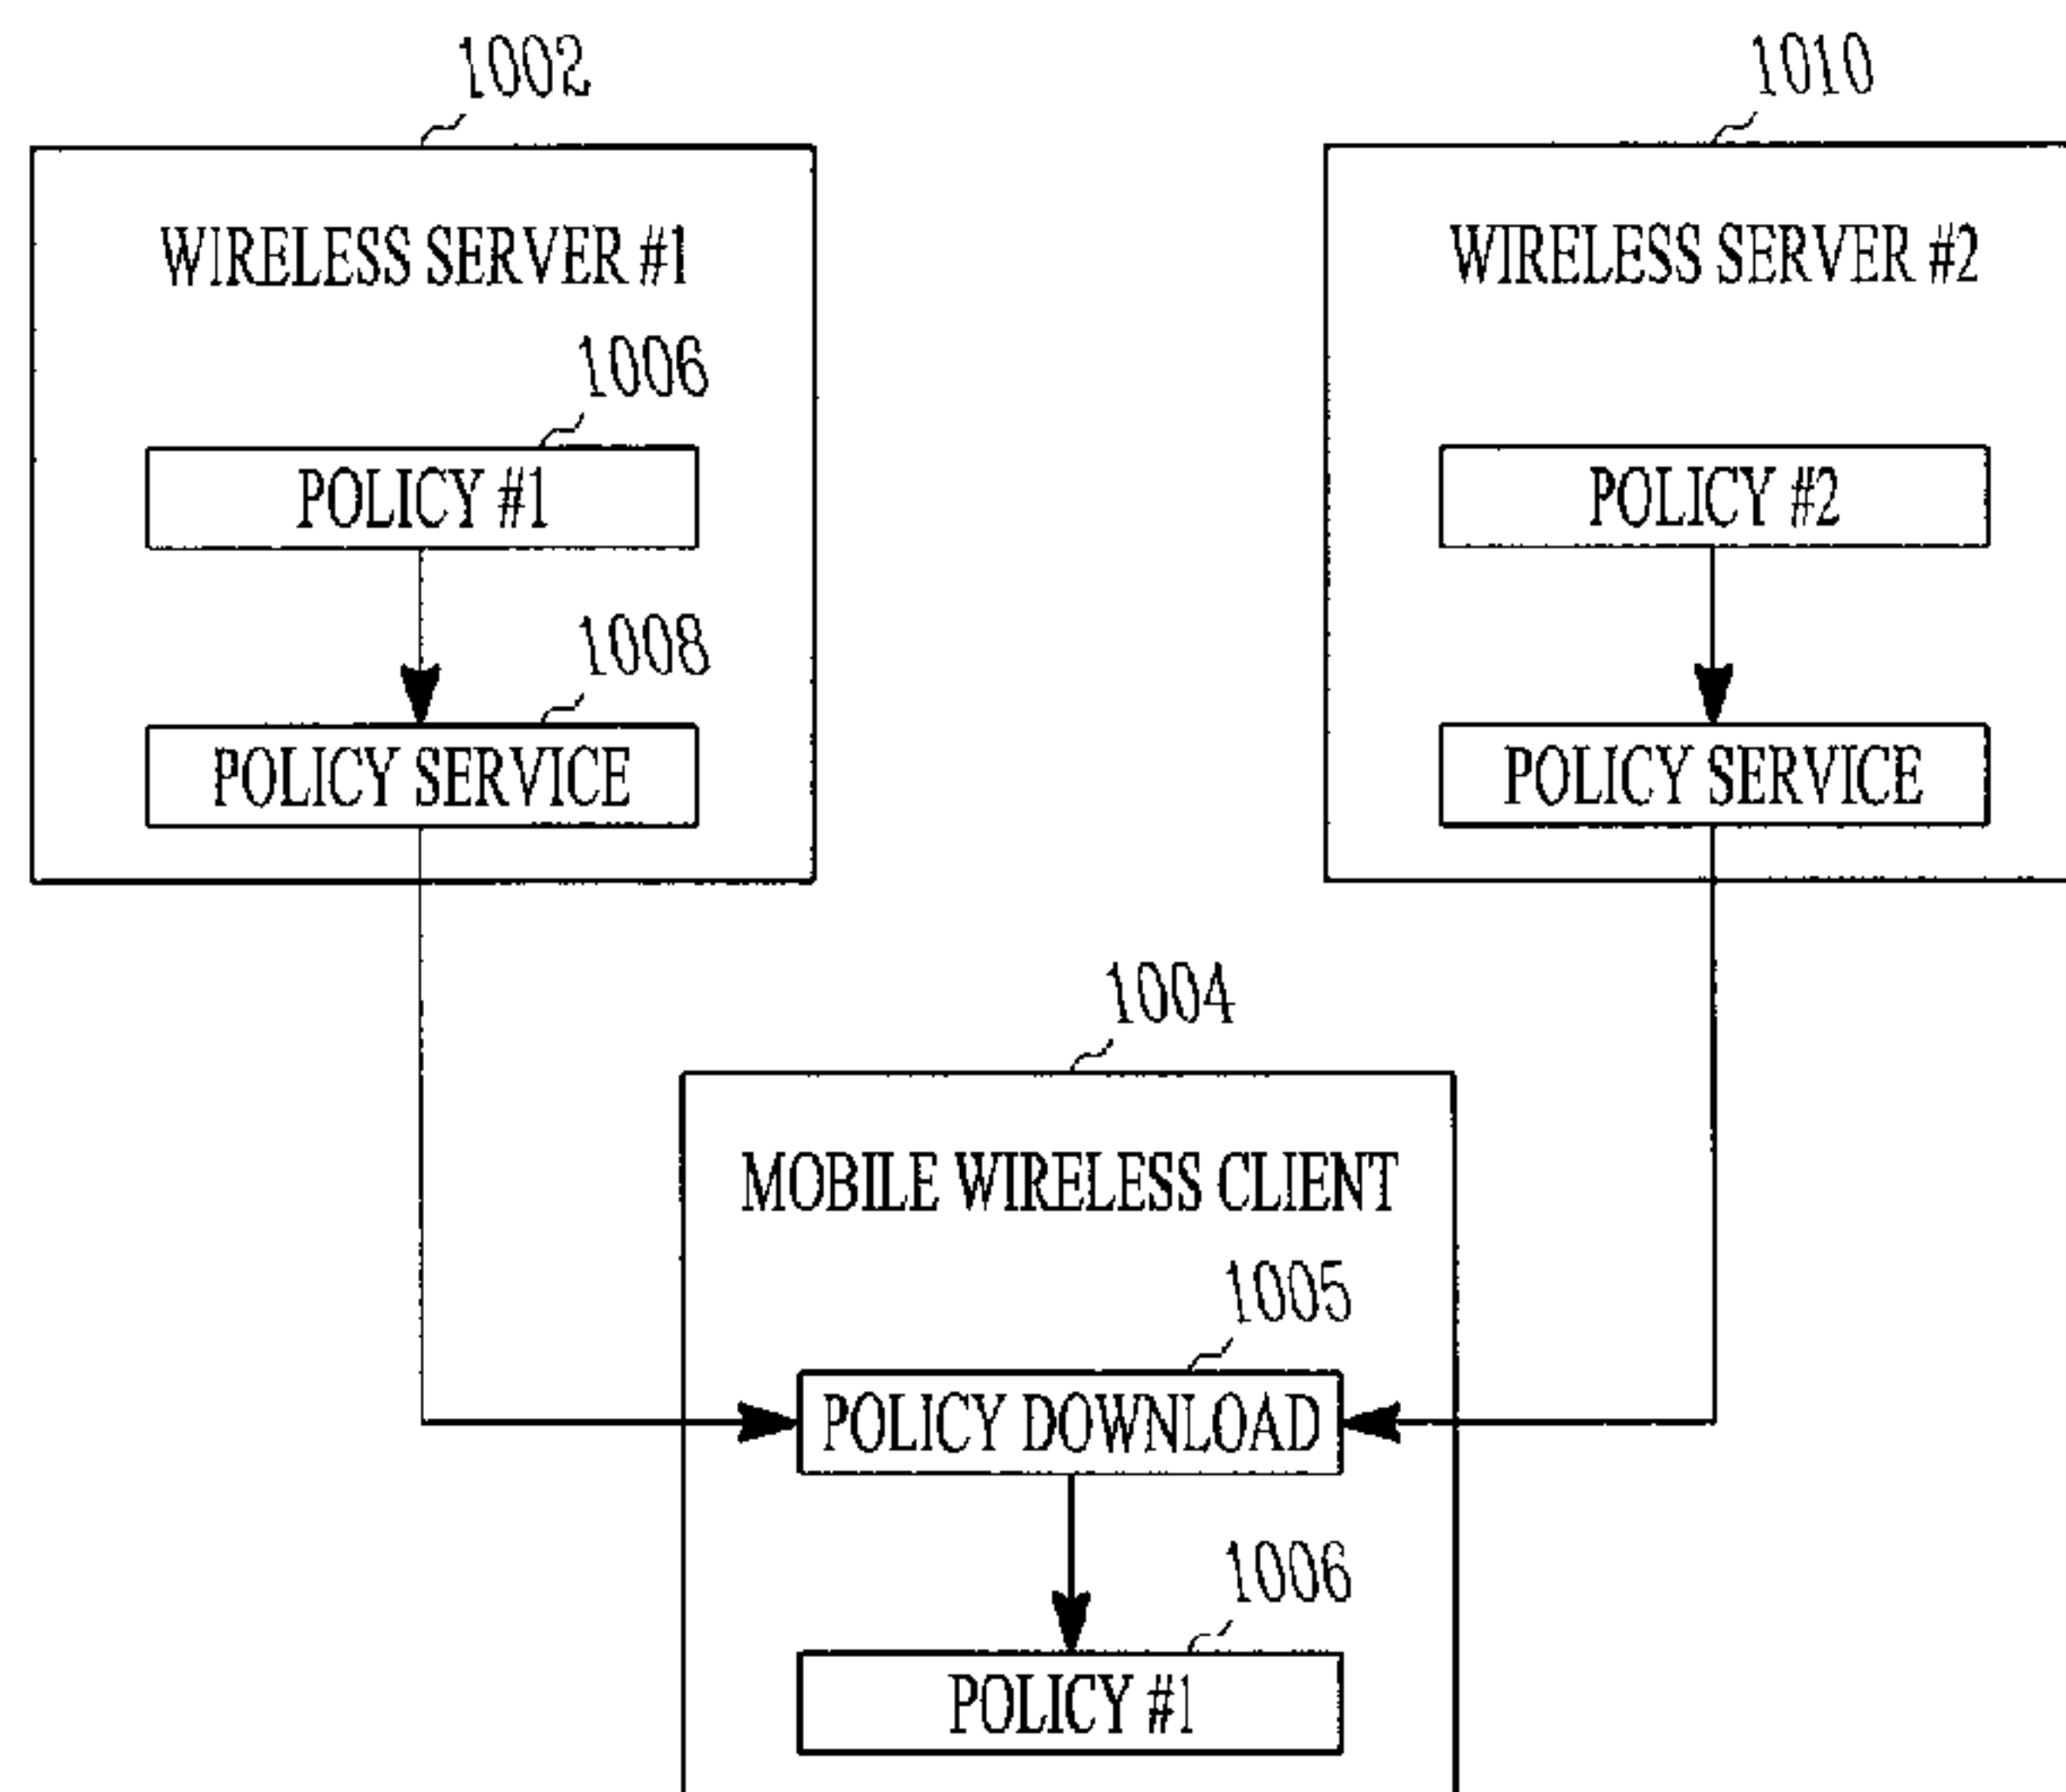 1002
1010
WIRELESS SERVER #1
WIRELESS SERVER #2
1006
POLICY #1
POLICY #2
1008
POLICY SERVICE
POLICY SERVICE
1004
MOBILE WIRELESS CLIENT
1005
POLICY DOWNLOAD
1006
POLICY #1